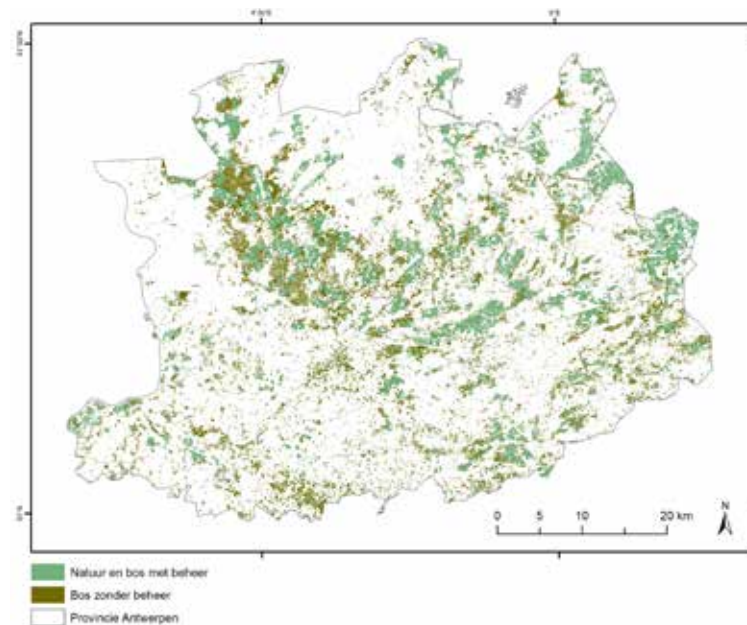 N
0 5 10 20 km
Natuur en bos met beheer
Bos zonder beheer
Provincie Antwerpen